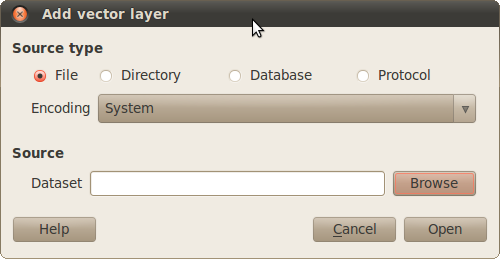 Add vector layer
Source type
File Directory Database Protocol
Encoding System
Source
Dataset Browse
Help Cancel Open